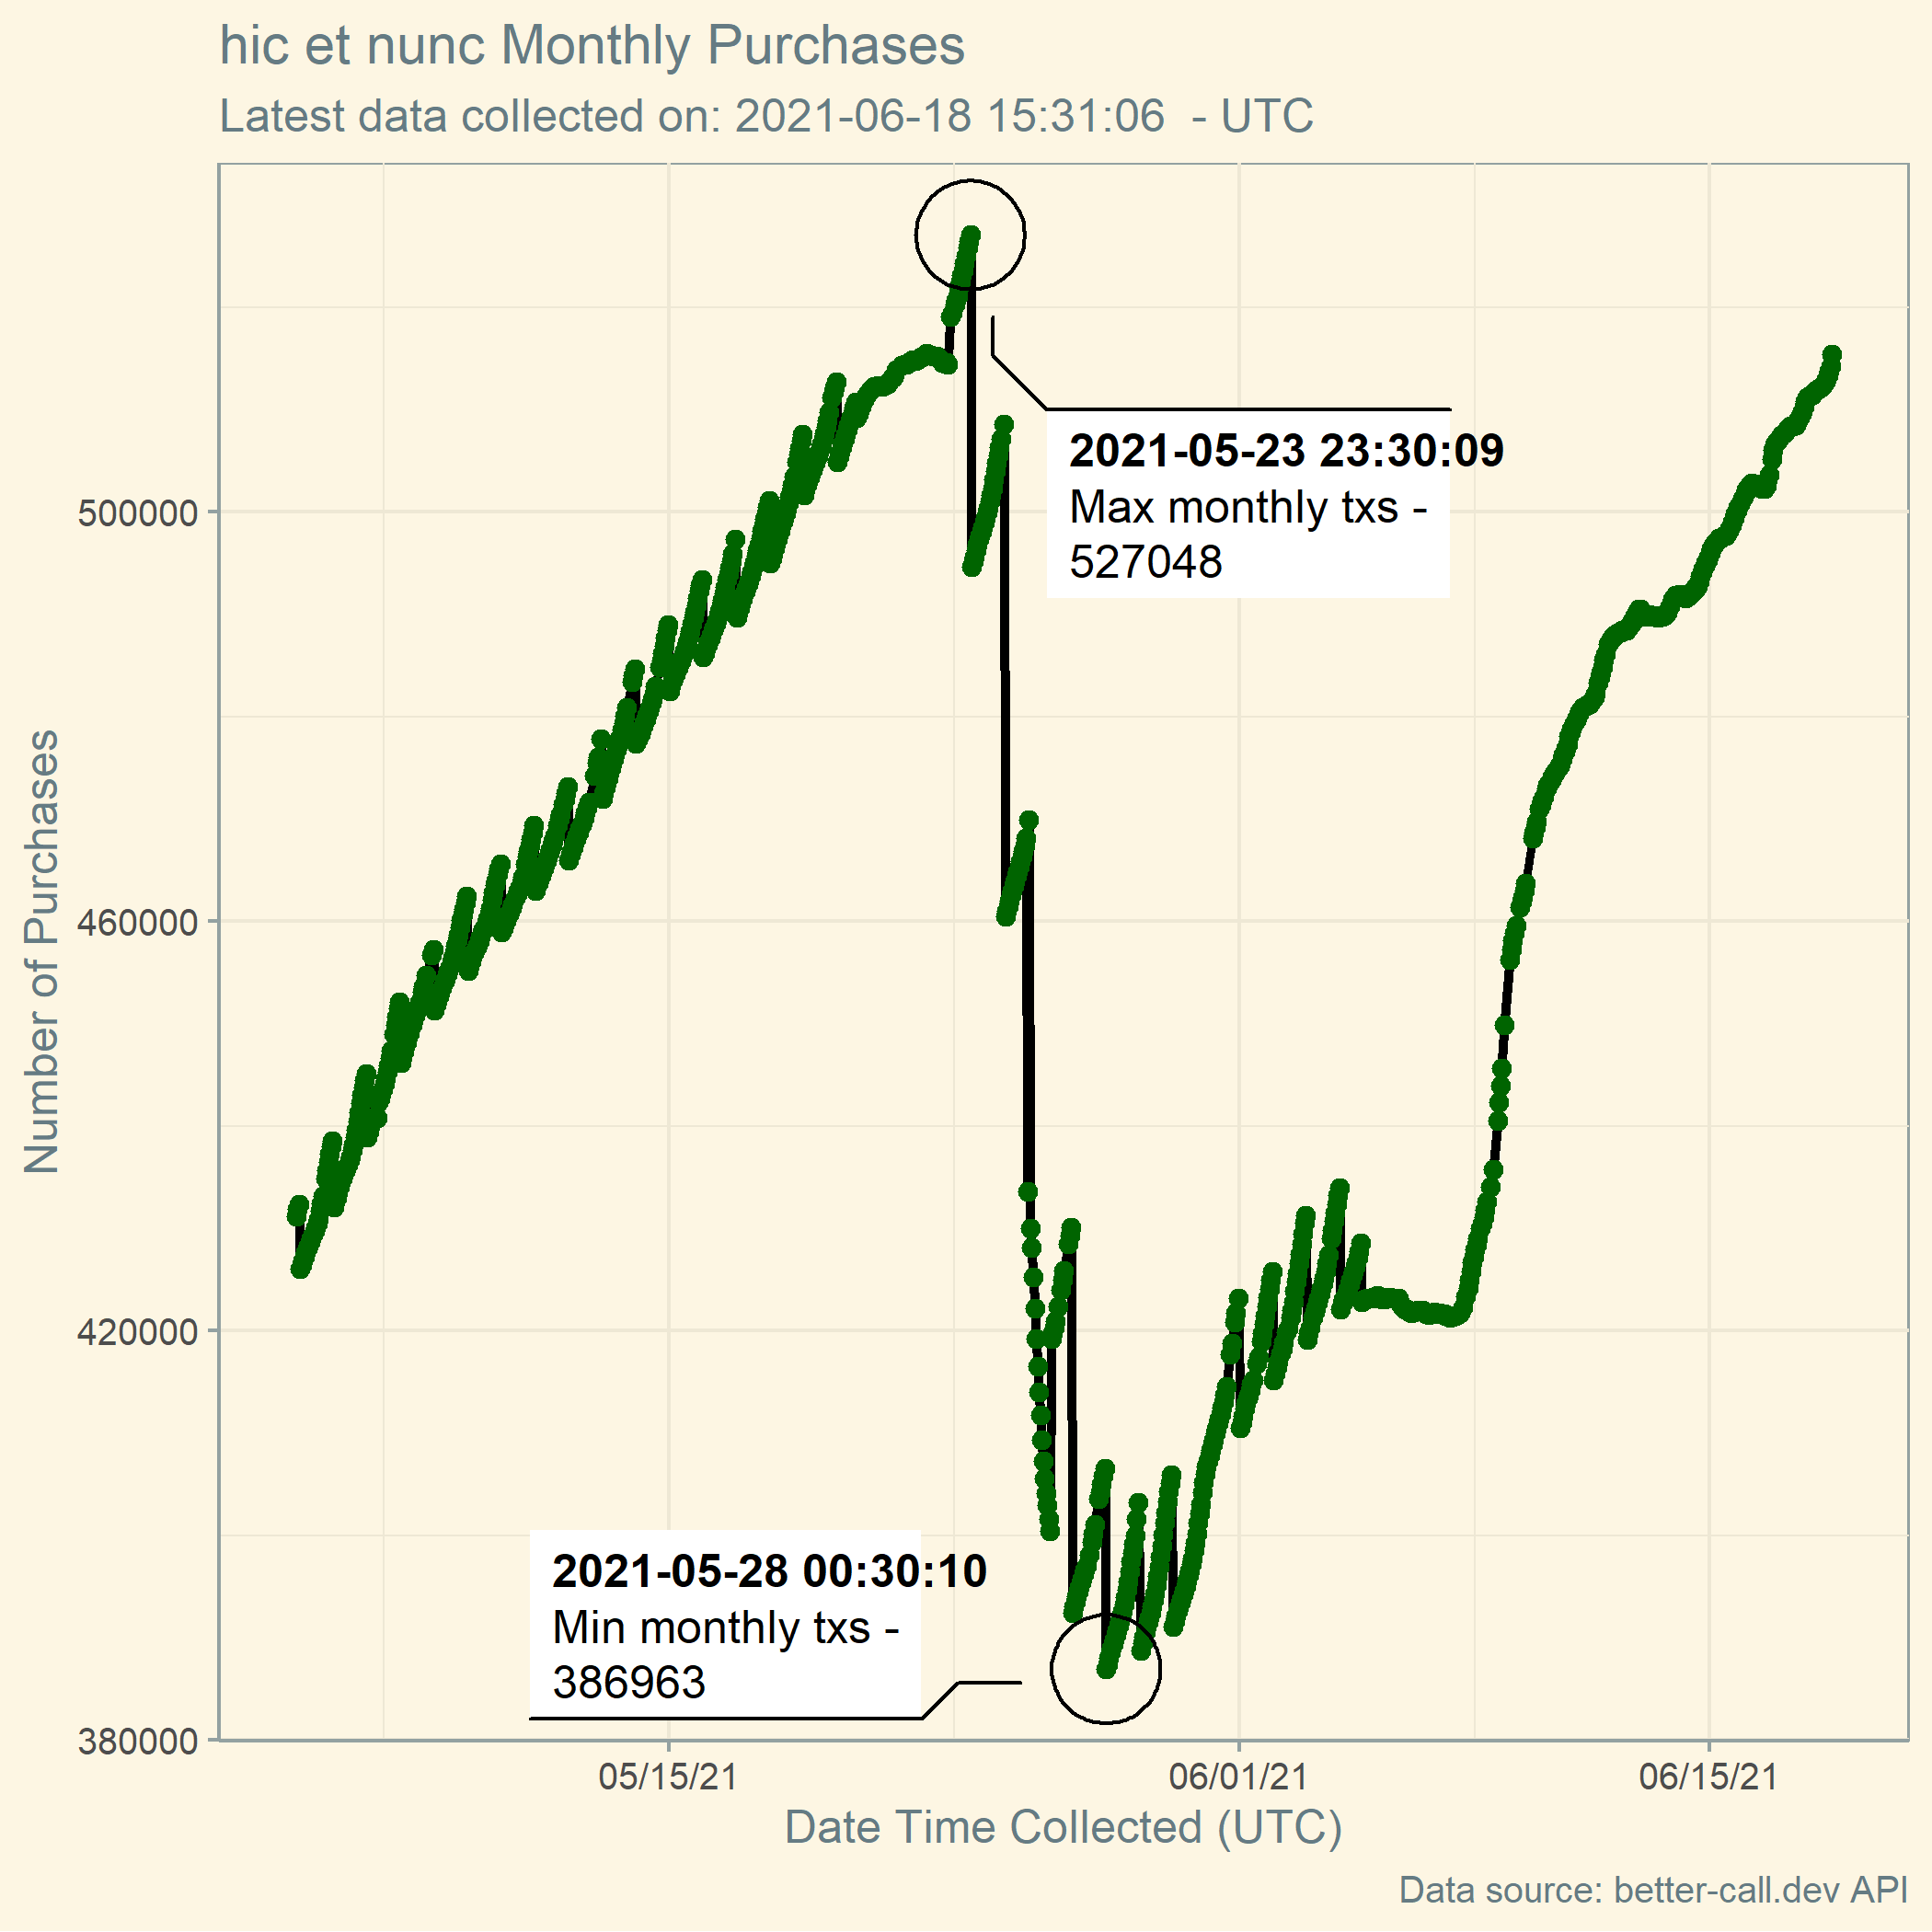 hic et nunc Monthly Purchases
Latest data collected on: 2021-06-18 15:31:06  - UTC
Number of Purchases
500000
460000
420000
380000
2021-05-23 23:30:09
Max monthly txs -
527048
2021-05-28 00:30:10
Min monthly txs -
386963
05/15/21
06/01/21
06/15/21
Date Time Collected (UTC)
Data source: better-call.dev API